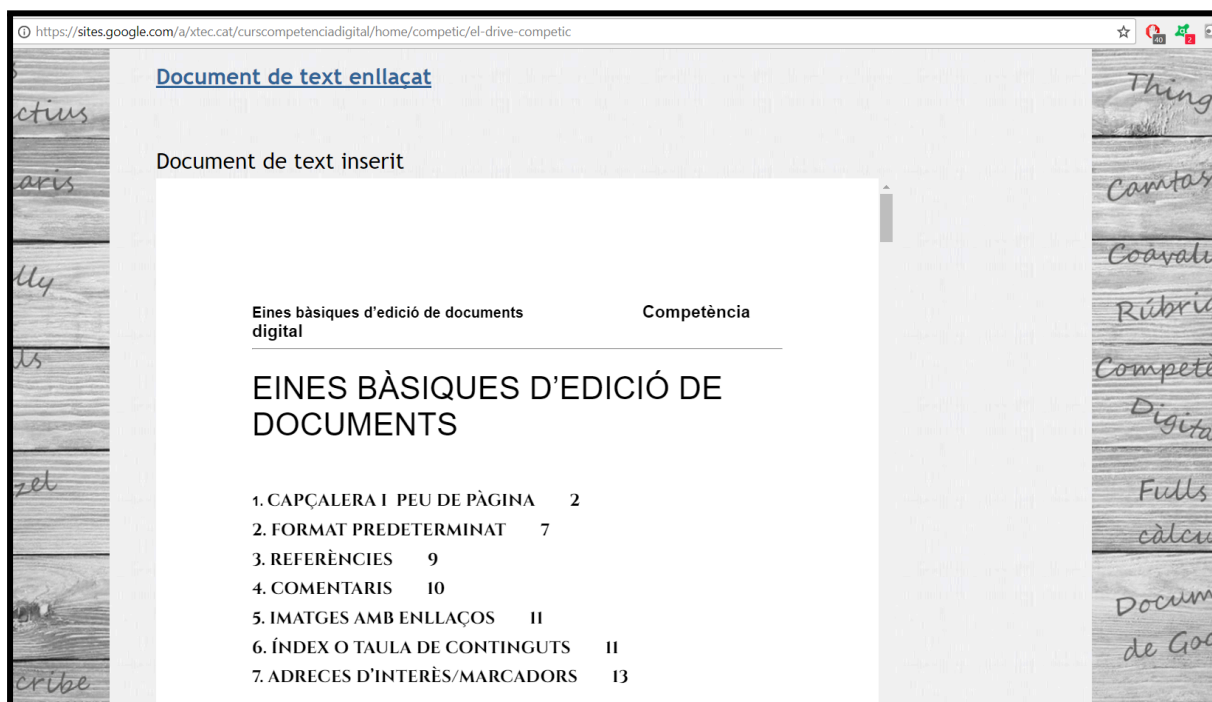 https://sites.google.com/a/xtec.cat/curscompetenciadigital/home/competic/el-drive-competic
40
2
Document de text enllaçat
Document de text inserit
Eines bàsiques d'edició de documents Competència
digital
EINES BÀSIQUES D'EDICIÓ DE
DOCUMENTS
1. CAPÇALERA I PEU DE PÀGINA 2
2. FORMAT PREDETERMINAT 7
3. REFERÈNCIES 9
4. COMENTARIS 10
5. IMATGES AMB ENLLAÇOS 11
6. ÍNDEX O TAULA DE CONTINGUTS 11
7. ADRECES D'INTERÈS/MARCADORS 13
ctius
aris
lly
ls
zel
cribe
Thing
Camtas
Coavalu
Rúbric
Competè
Digita
Fulls
càlcu
Docum
de Goo